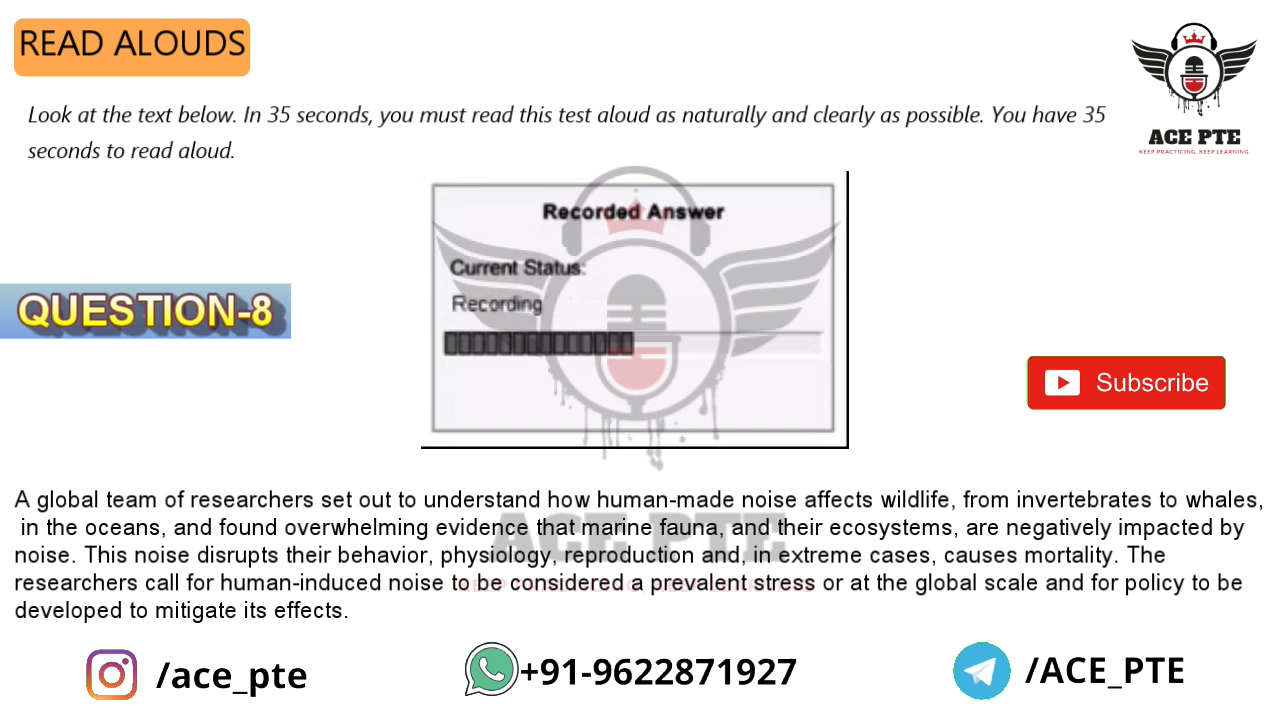 READ ALOUDS
Look at the text below. In 35 seconds, you must read this test aloud as naturally and clearly as possible. You have 35
seconds to read aloud.
ACE PTE
KEEP PRACTICING, KEEP LEARNING
Recorded Answer
Current Status:
Recording
QUESTION-8
Subscribe
A global team of researchers set out to understand how human-made noise affects wildlife, from invertebrates to whales,
in the oceans, and found overwhelming evidence that marine fauna, and their ecosystems, are negatively impacted by
noise. This noise disrupts their behavior, physiology, reproduction and, in extreme cases, causes mortality. The
researchers call for human-induced noise to be considered a prevalent stress or at the global scale and for policy to be
developed to mitigate its effects.
ACE PTE
KEEP PRACTICING, KEEP LEARNING
/ace_pte
+91-9622871927
/ACE_PTE